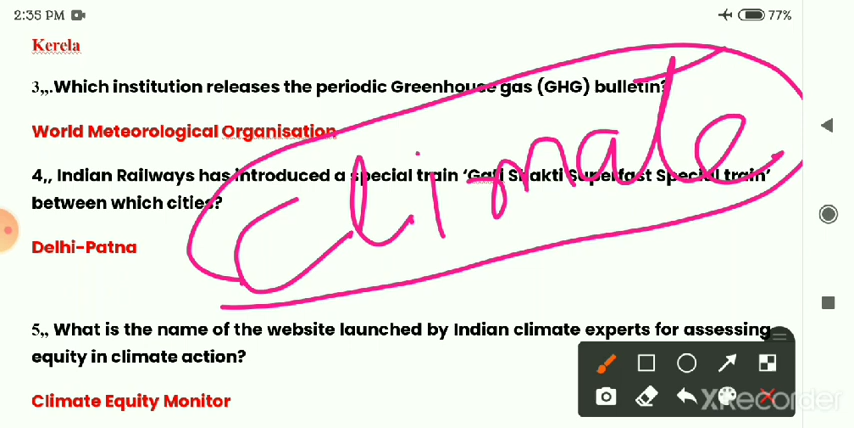 2:35 PM 77%
Kerela
3,,.Which institution releases the periodic Greenhouse gas (GHG) bulletin?
World Meteorological Organisation
4,, Indian Railways has introduced a special train ‘Gati Shakti Superfast Special train’
between which cities?
Delhi-Patna
climate
5,, What is the name of the website launched by Indian climate experts for assessing
equity in climate action?
Climate Equity Monitor
XRecorder